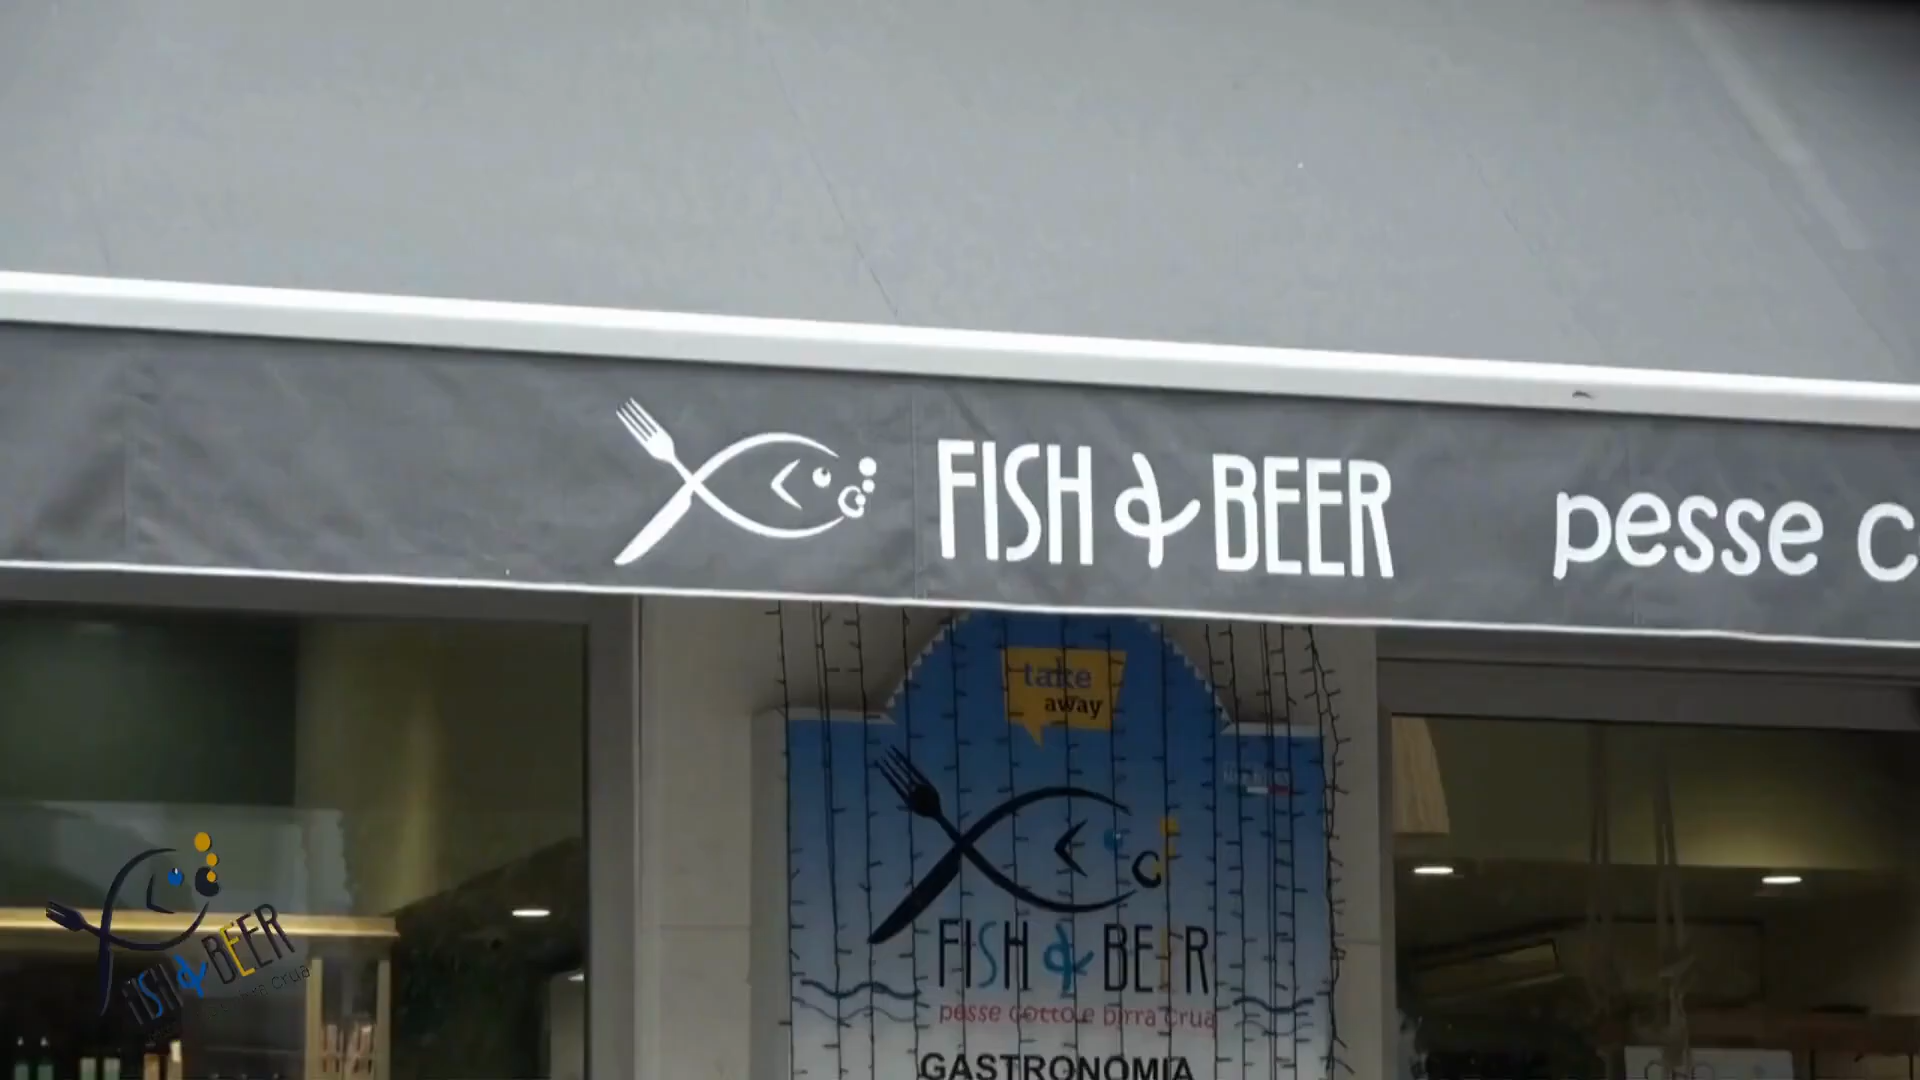 FISH & BEER
pesse c
take
away
FISH & BEER
pesse cotto e birra crua
GASTRONOMIA
FISH & BEER